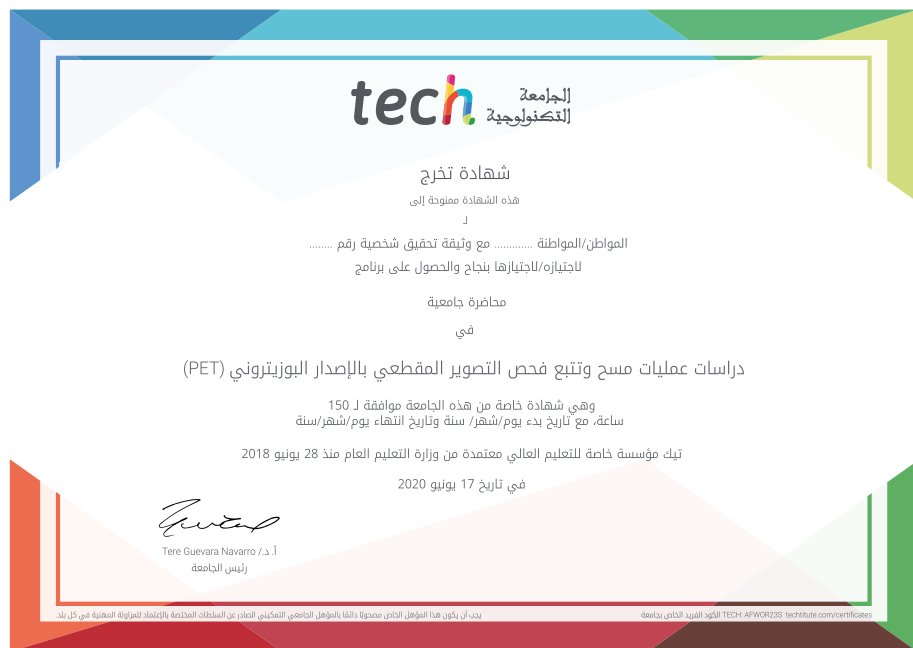 tech
الجامعة
التكنولوجية
شهادة تخرج
هذه الشهادة ممنوحة إلى
لـ
المواطن/المواطنة ............. مع وثيقة تحقيق شخصية رقم ........
لاجتيازه/لاجتيازها بنجاح والحصول على برنامج
محاضرة جامعية
في
دراسات عمليات مسح وتتبع فحص التصوير المقطعي بالإصدار البوزيتروني (PET)
وهي شهادة خاصة من هذه الجامعة موافقة لـ 150
ساعة، مع تاريخ بدء يوم/شهر/ سنة وتاريخ انتهاء يوم/شهر/سنة
تيك مؤسسة خاصة للتعليم العالي معتمدة من وزارة التعليم العام منذ 28 يونيو 2018
في تاريخ 17 يونيو 2020
أ. د./ Tere Guevara Navarro
رئيس الجامعة
يجب أن يكون هذا المؤهل الخاص مصحوبًا دائمًا بالمؤهل الجامعي التمكيني الصادر عن السلطات المختصة بالإعتماد للمزاولة المهنية في كل بلد.
الكود الفريد الخاص بجامعة TECH: AFWOR23S techtitute.com/certificates